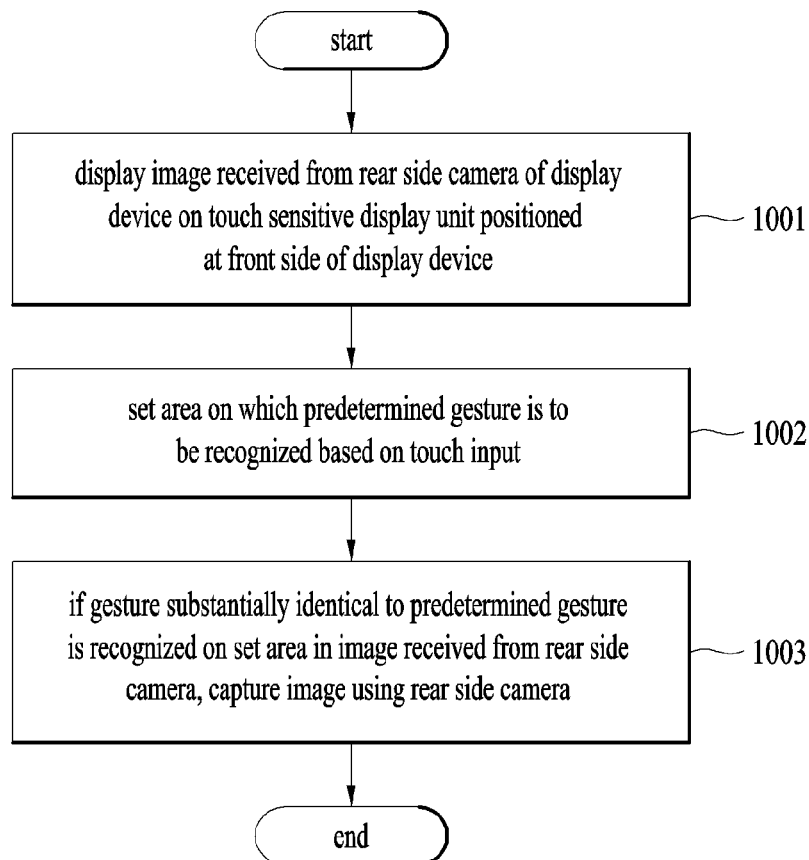 start
display image received from rear side camera of display
device on touch sensitive display unit positioned
at front side of display device
1001
set area on which predetermined gesture is to
be recognized based on touch input
1002
if gesture substantially identical to predetermined gesture
is recognized on set area in image received from rear side
camera, capture image using rear side camera
1003
end